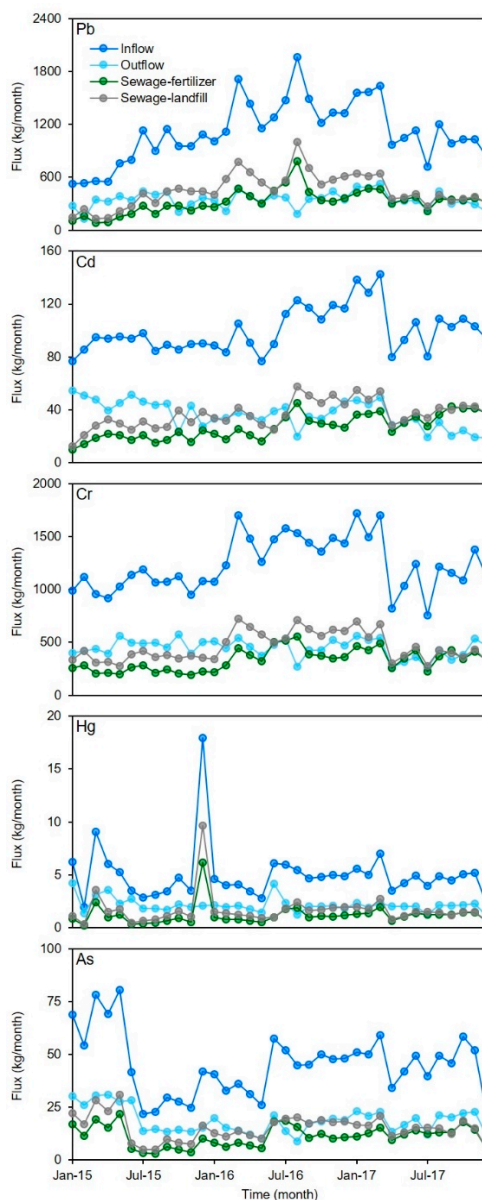 Pb
2400
Inflow
Outflow
1800
Sewage-fertilizer
Sewage-landfill
1200
600
0
Flux (kg/month)
Cd
160
120
80
40
0
Flux (kg/month)
Cr
2000
1500
1000
500
0
Flux (kg/month)
Hg
20
15
10
5
0
Flux (kg/month)
As
100
75
50
25
0
Flux (kg/month)
Jan-15 Jul-15 Jan-16 Jul-16 Jan-17 Jul-17
Time (month)